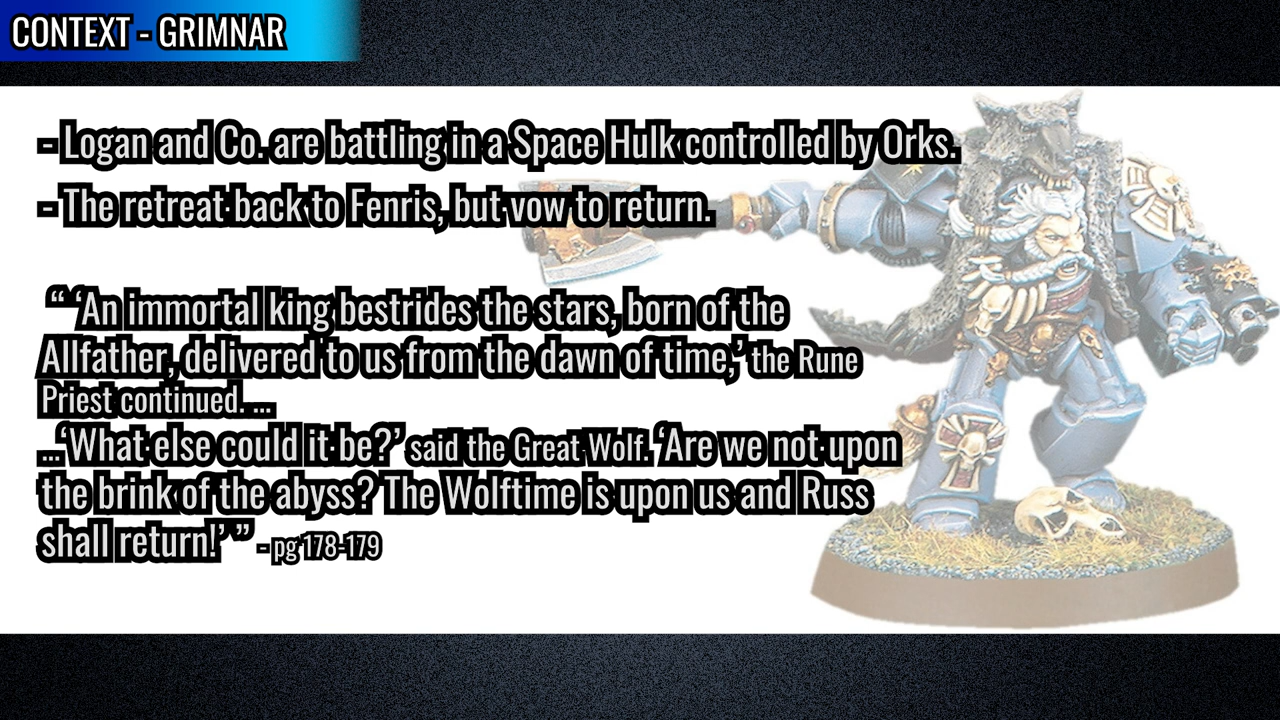 CONTEXT - GRIMNAR
- Logan and Co. are battling in a Space Hulk controlled by Orks.
- The retreat back to Fenris, but vow to return.
“ ‘An immortal king bestrides the stars, born of the
Allfather, delivered to us from the dawn of time,’ the Rune
Priest continued. ...
...‘What else could it be?’ said the Great Wolf. ‘Are we not upon
the brink of the abyss? The Wolftime is upon us and Russ
shall return!’ ” - pg 178-179